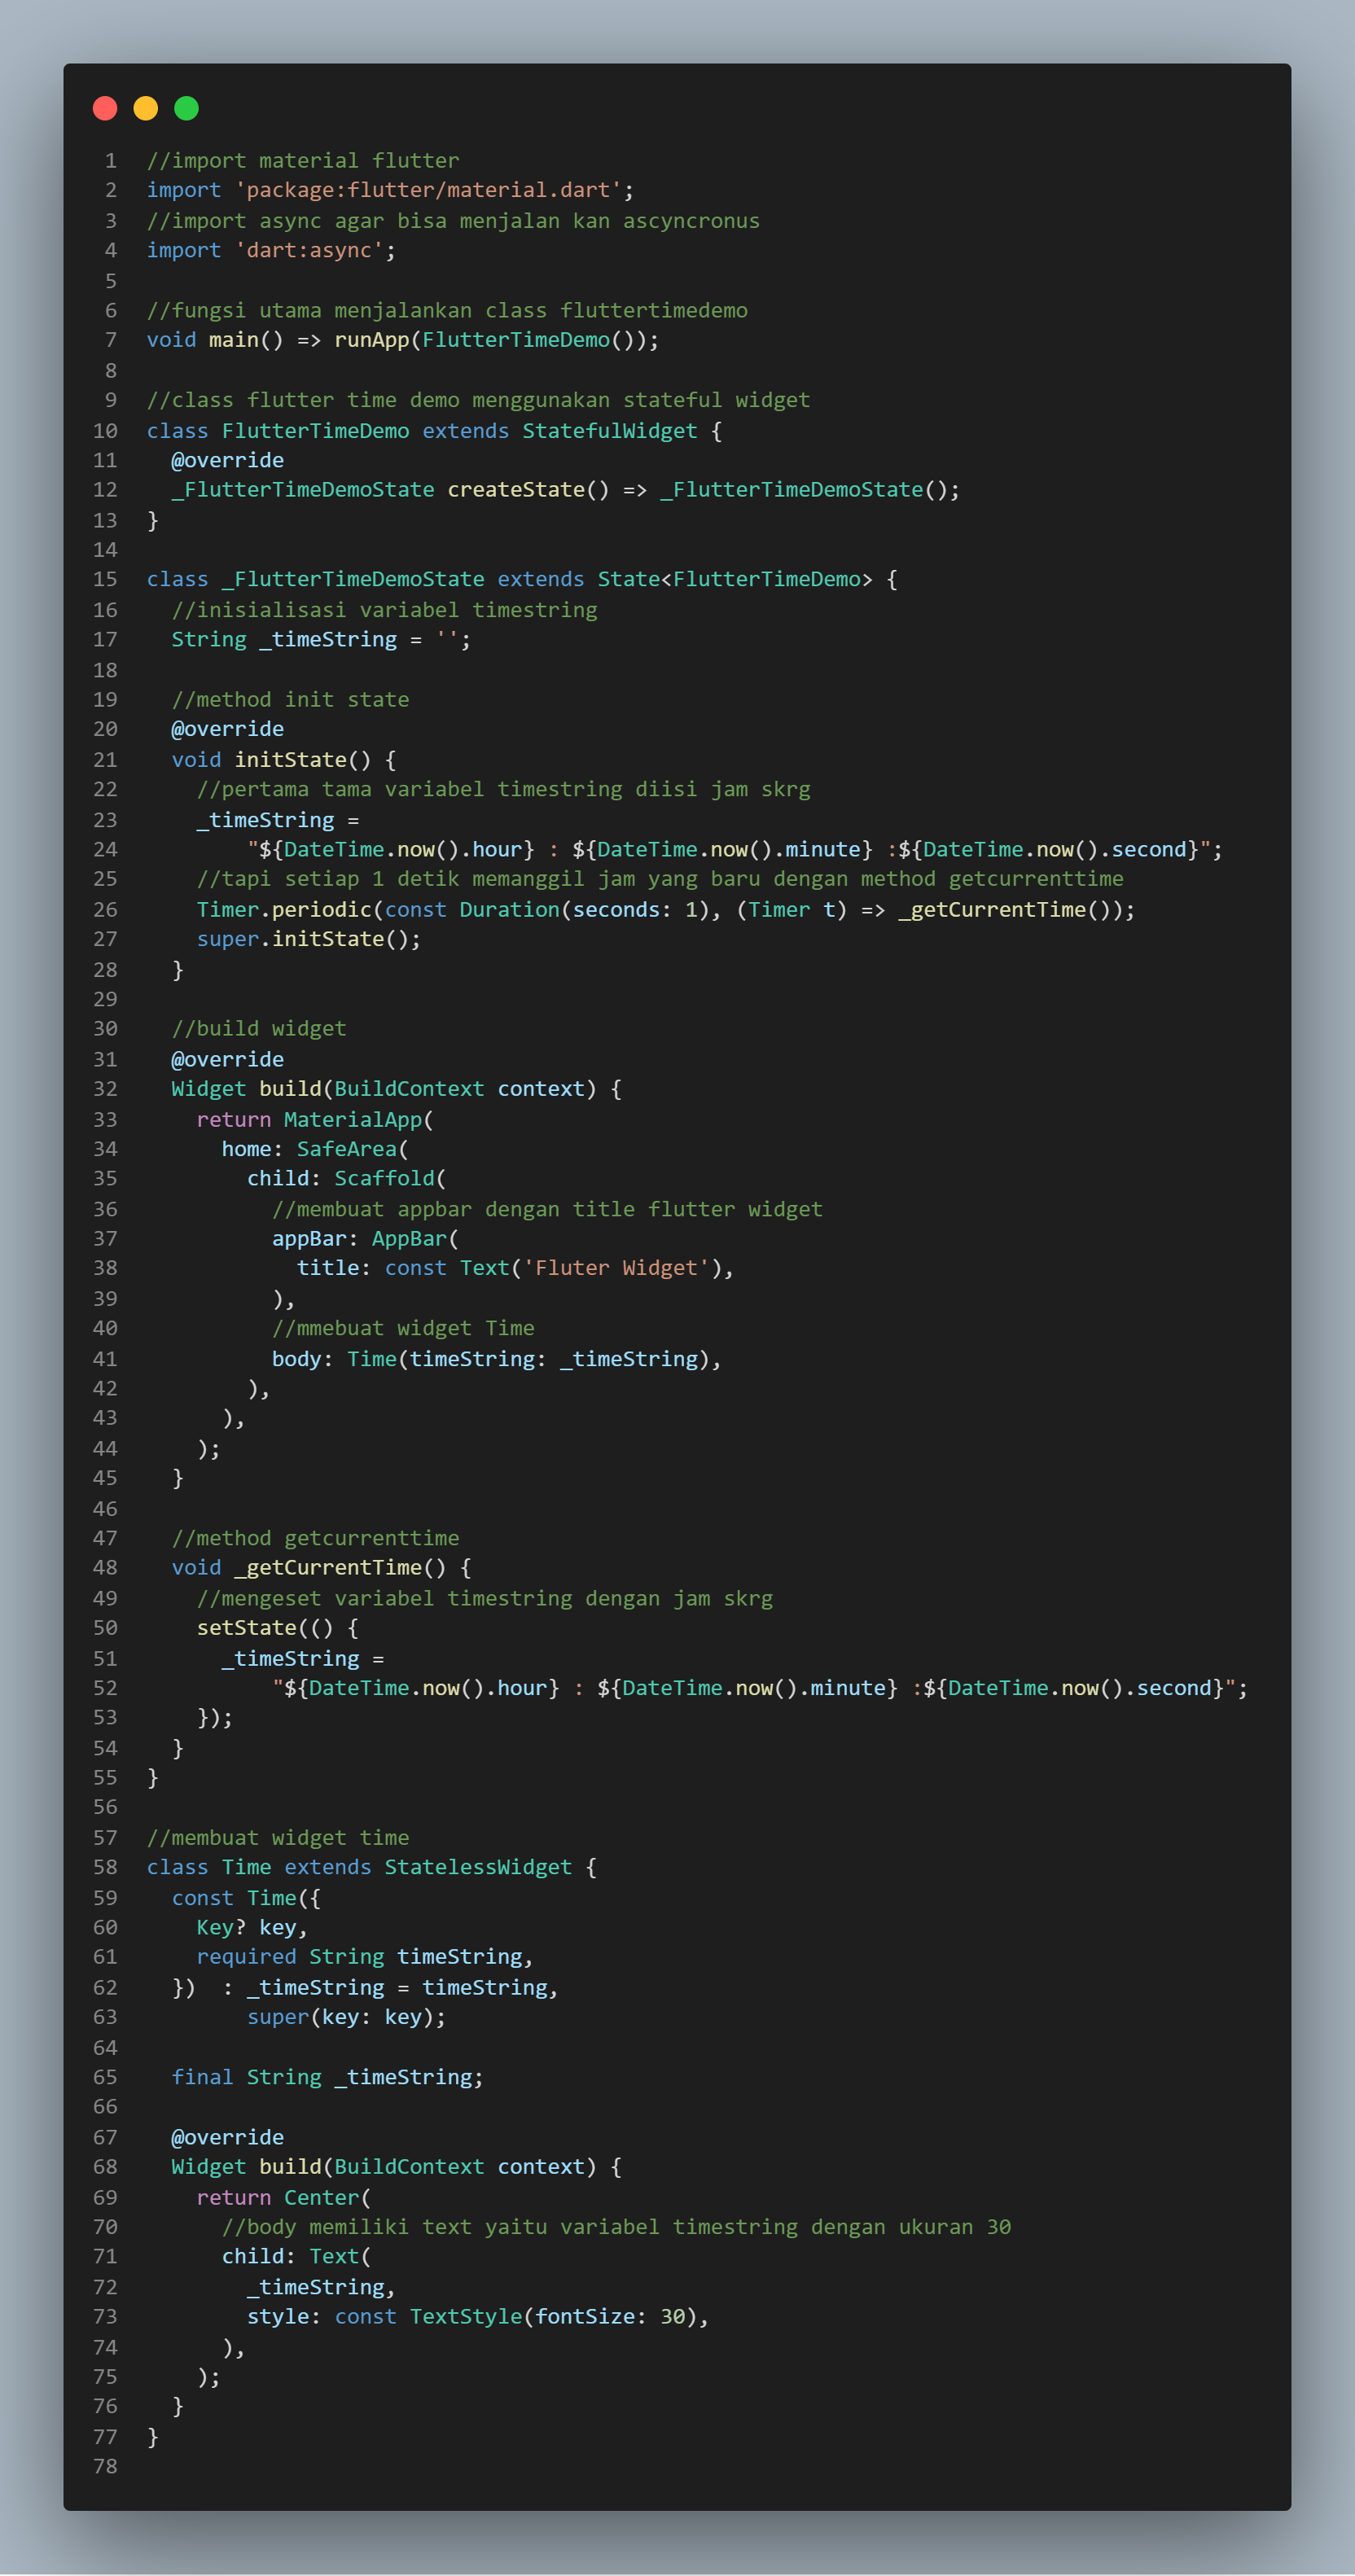 1 //import material flutter
2 import 'package:flutter/material.dart';
3 //import async agar bisa menjalan kan ascyncronus
4 import 'dart:async';
5
6 //fungsi utama menjalankan class fluttertimedemo
7 void main() => runApp(FlutterTimeDemo());
8
9 //class flutter time demo menggunakan stateful widget
10 class FlutterTimeDemo extends StatefulWidget {
11   @override
12   _FlutterTimeDemoState createState() => _FlutterTimeDemoState();
13 }
14
15 class _FlutterTimeDemoState extends State<FlutterTimeDemo> {
16   //inisialisasi variabel timestring
17   String _timeString = '';
18
19   //method init state
20   @override
21   void initState() {
22     //pertama tama variabel timestring diisi jam skrg
23     _timeString =
24         "${DateTime.now().hour} : ${DateTime.now().minute} :${DateTime.now().second}";
25     //tapi setiap 1 detik memanggil jam yang baru dengan method getcurrenttime
26     Timer.periodic(const Duration(seconds: 1), (Timer t) => _getCurrentTime());
27     super.initState();
28   }
29
30   //build widget
31   @override
32   Widget build(BuildContext context) {
33     return MaterialApp(
34       home: SafeArea(
35         child: Scaffold(
36           //membuat appbar dengan title flutter widget
37           appBar: AppBar(
38             title: const Text('Fluter Widget'),
39           ),
40           //mmebuat widget Time
41           body: Time(timeString: _timeString),
42         ),
43       ),
44     );
45   }
46
47   //method getcurrenttime
48   void _getCurrentTime() {
49     //mengeset variabel timestring dengan jam skrg
50     setState(() {
51       _timeString =
52           "${DateTime.now().hour} : ${DateTime.now().minute} :${DateTime.now().second}";
53     });
54   }
55 }
56
57 //membuat widget time
58 class Time extends StatelessWidget {
59   const Time({
60     Key? key,
61     required String timeString,
62   })  : _timeString = timeString,
63         super(key: key);
64
65   final String _timeString;
66
67   @override
68   Widget build(BuildContext context) {
69     return Center(
70       //body memiliki text yaitu variabel timestring dengan ukuran 30
71       child: Text(
72         _timeString,
73         style: const TextStyle(fontSize: 30),
74       ),
75     );
76   }
77 }
78